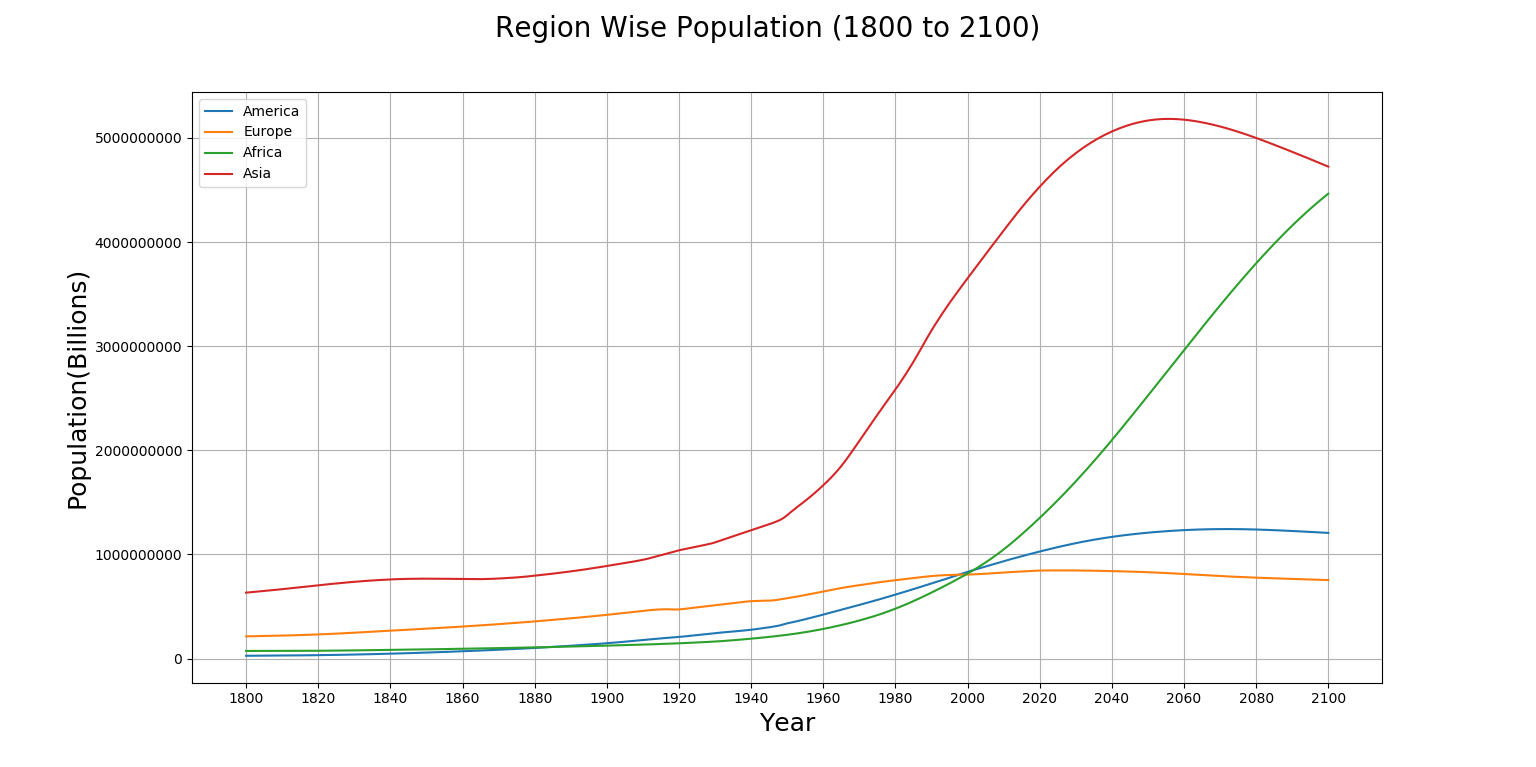 Region Wise Population (1800 to 2100)
America
Europe
Africa
Asia
5000000000
4000000000
3000000000
2000000000
1000000000
0
Population(Billions)
1800 1820 1840 1860 1880 1900 1920 1940 1960 1980 2000 2020 2040 2060 2080 2100
Year